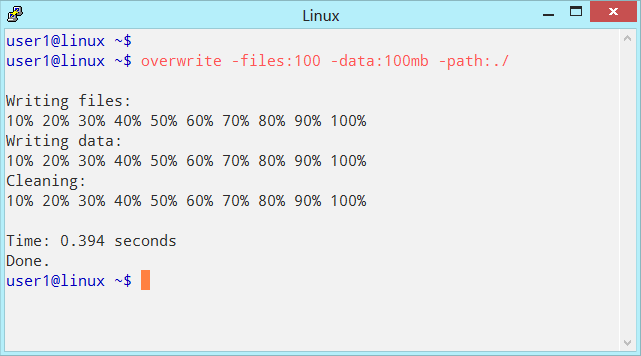 Linux
user1@linux ~$
user1@linux ~$ overwrite -files:100 -data:100mb -path:./
Writing files:
10% 20% 30% 40% 50% 60% 70% 80% 90% 100%
Writing data:
10% 20% 30% 40% 50% 60% 70% 80% 90% 100%
Cleaning:
10% 20% 30% 40% 50% 60% 70% 80% 90% 100%
Time: 0.394 seconds
Done.
user1@linux ~$